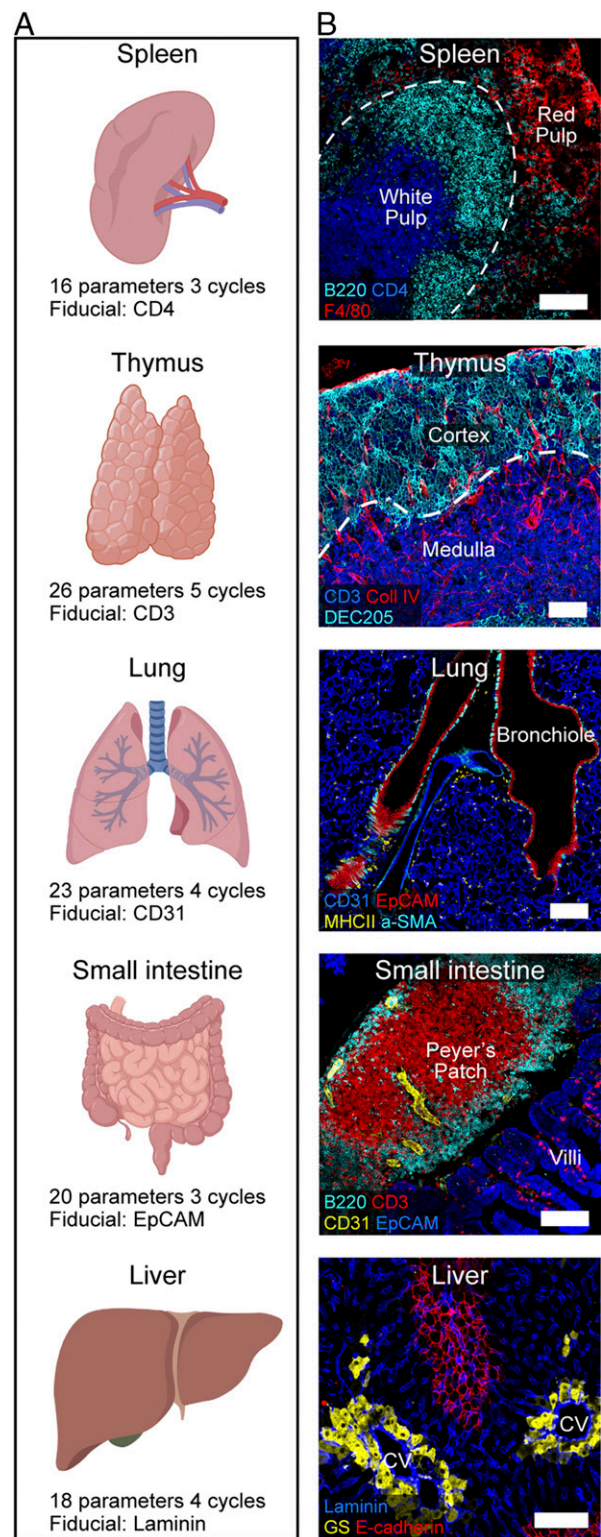 A
Spleen
16 parameters 3 cycles
Fiducial: CD4
Thymus
26 parameters 5 cycles
Fiducial: CD3
Lung
23 parameters 4 cycles
Fiducial: CD31
Small intestine
20 parameters 3 cycles
Fiducial: EpCAM
Liver
18 parameters 4 cycles
Fiducial: Laminin
B
Spleen
Red
Pulp
White
Pulp
B220 CD4
F4/80
Thymus
Cortex
Medulla
CD3 Coll IV
DEC205
Lung
Bronchiole
CD31 EpCAM
MHCII a-SMA
Small intestine
Peyer's
Patch
Villi
B220 CD3
CD31 EpCAM
Liver
CV
CV
Laminin
GS E-cadherin